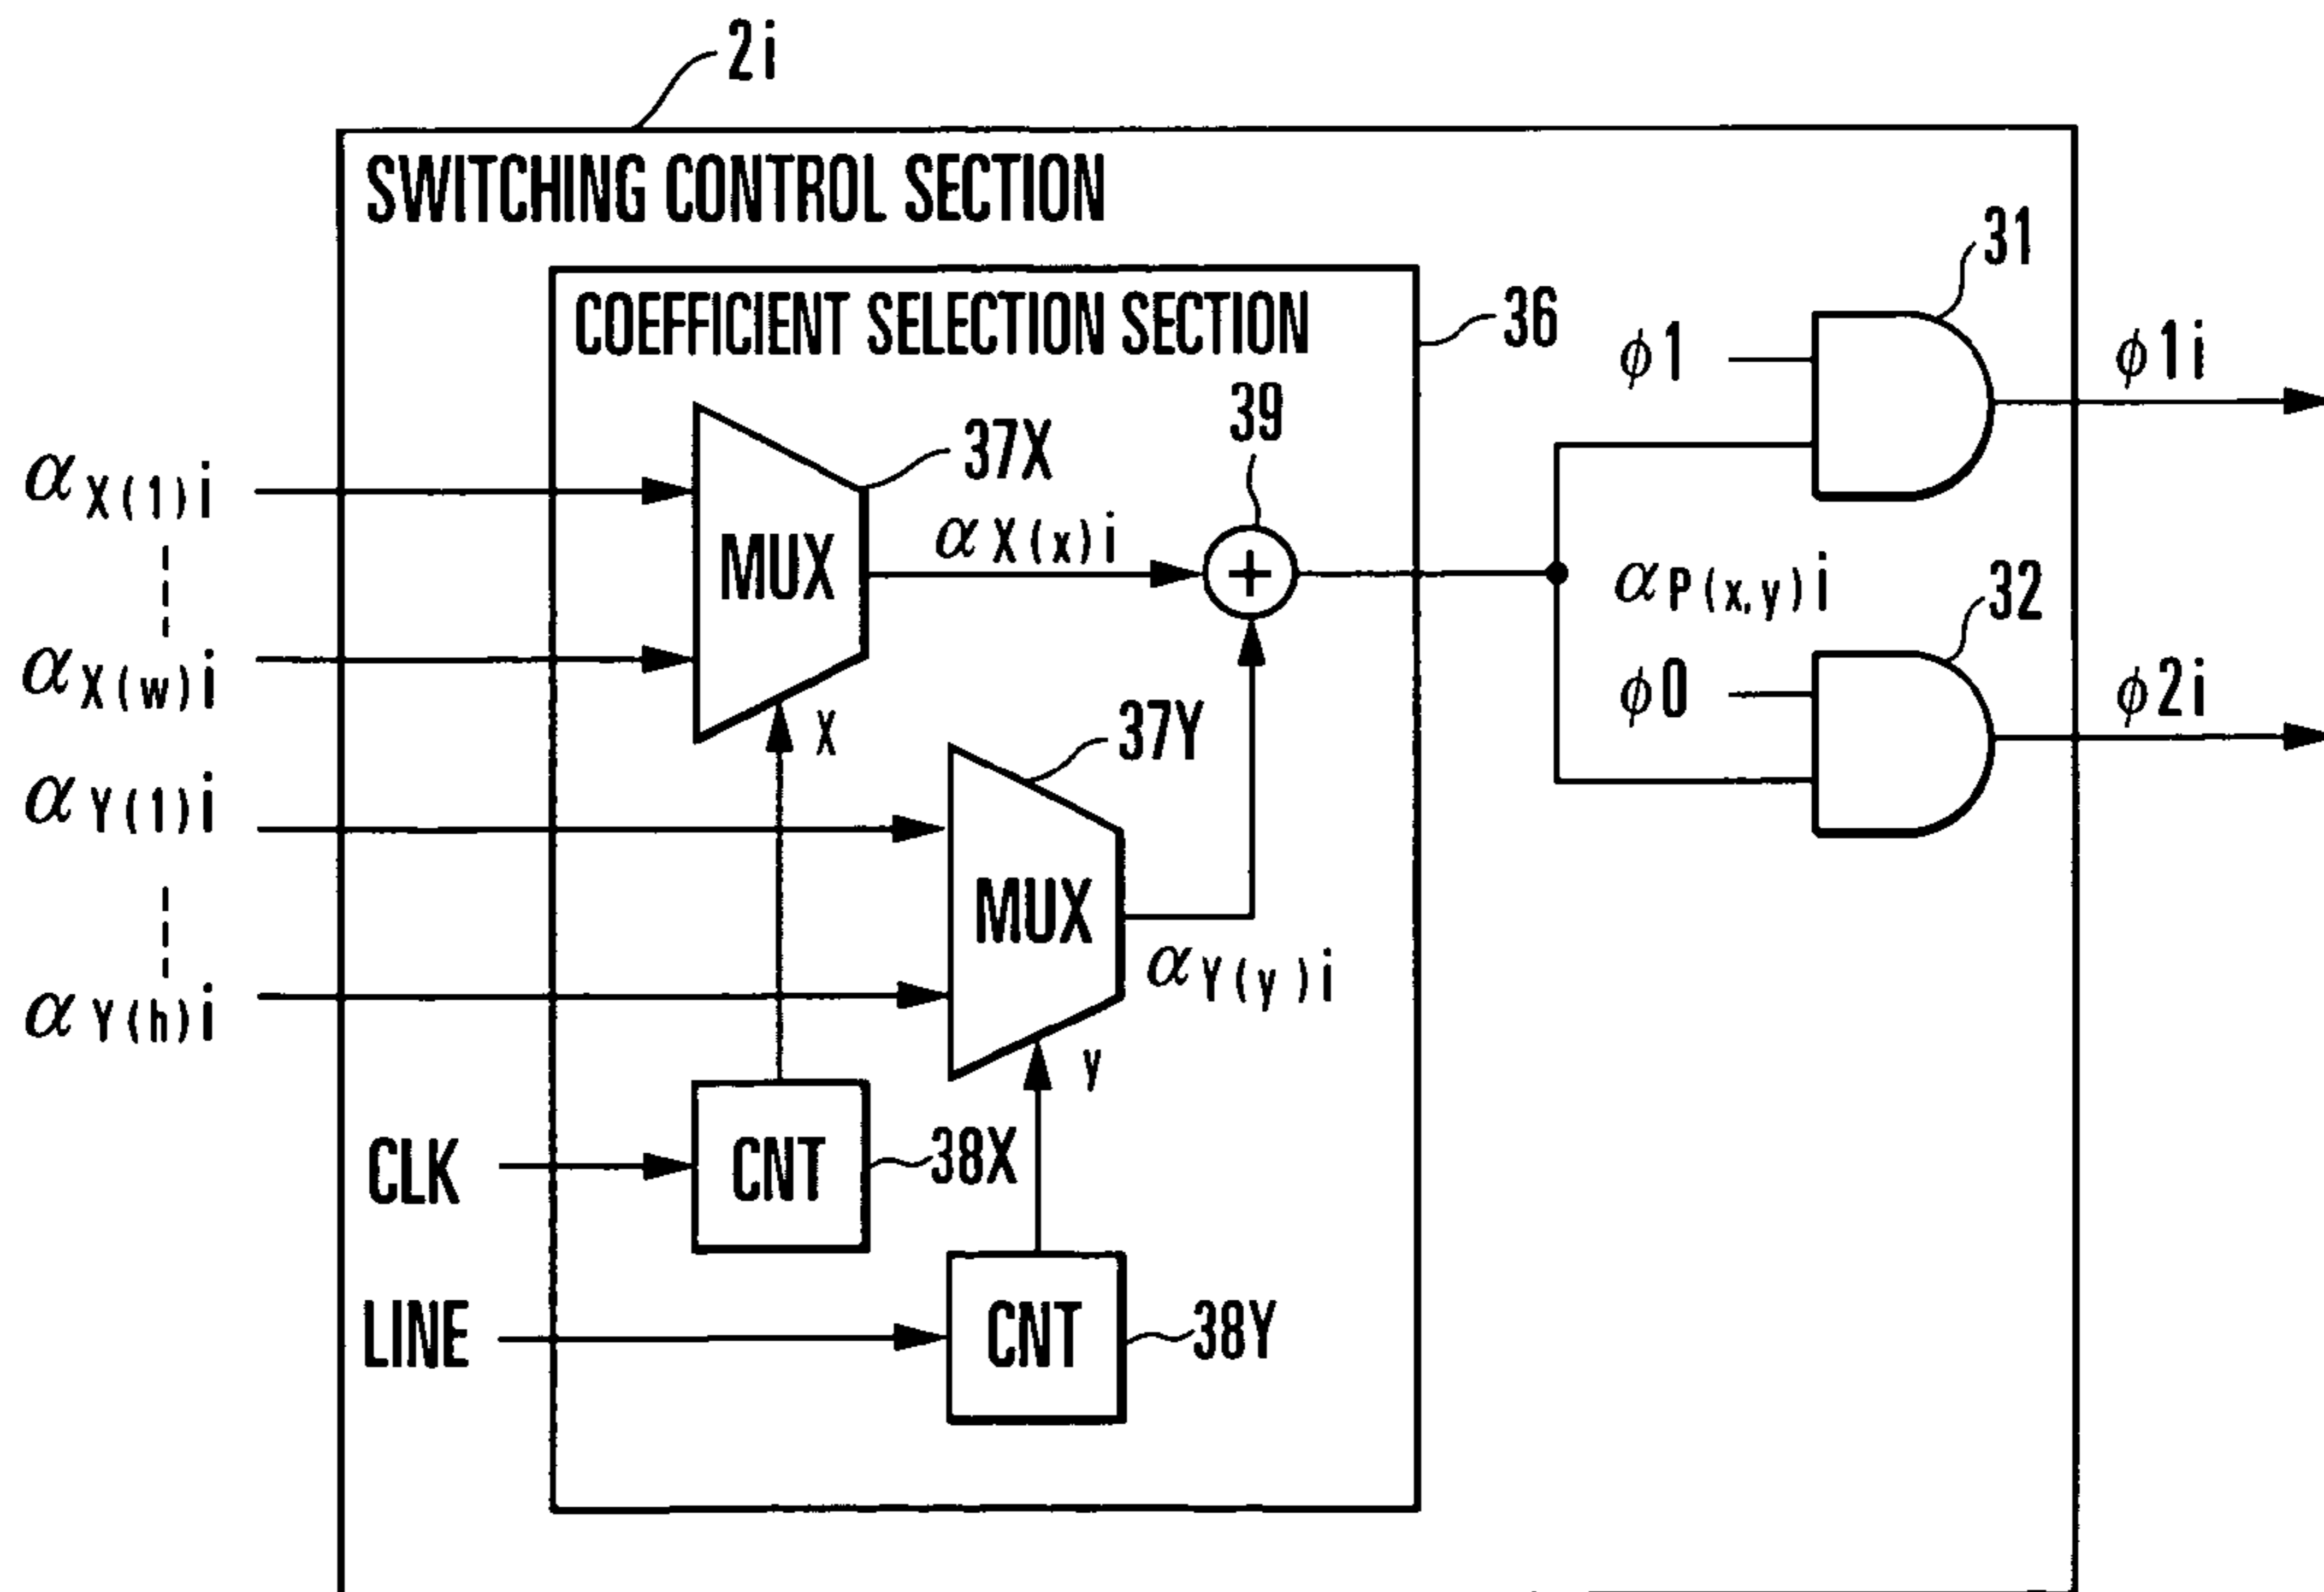 2i
SWITCHING CONTROL SECTION
31
COEFFICIENT SELECTION SECTION
36
ϕ1
ϕ1i
39
37X
αX(1)i
MUX
αX(x)i
αP(x,y)i
32
αX(w)i
X
37Y
ϕ0
ϕ2i
αY(1)i
MUX
αY(y)i
αY(h)i
y
CLK
CNT
38X
LINE
CNT
38Y